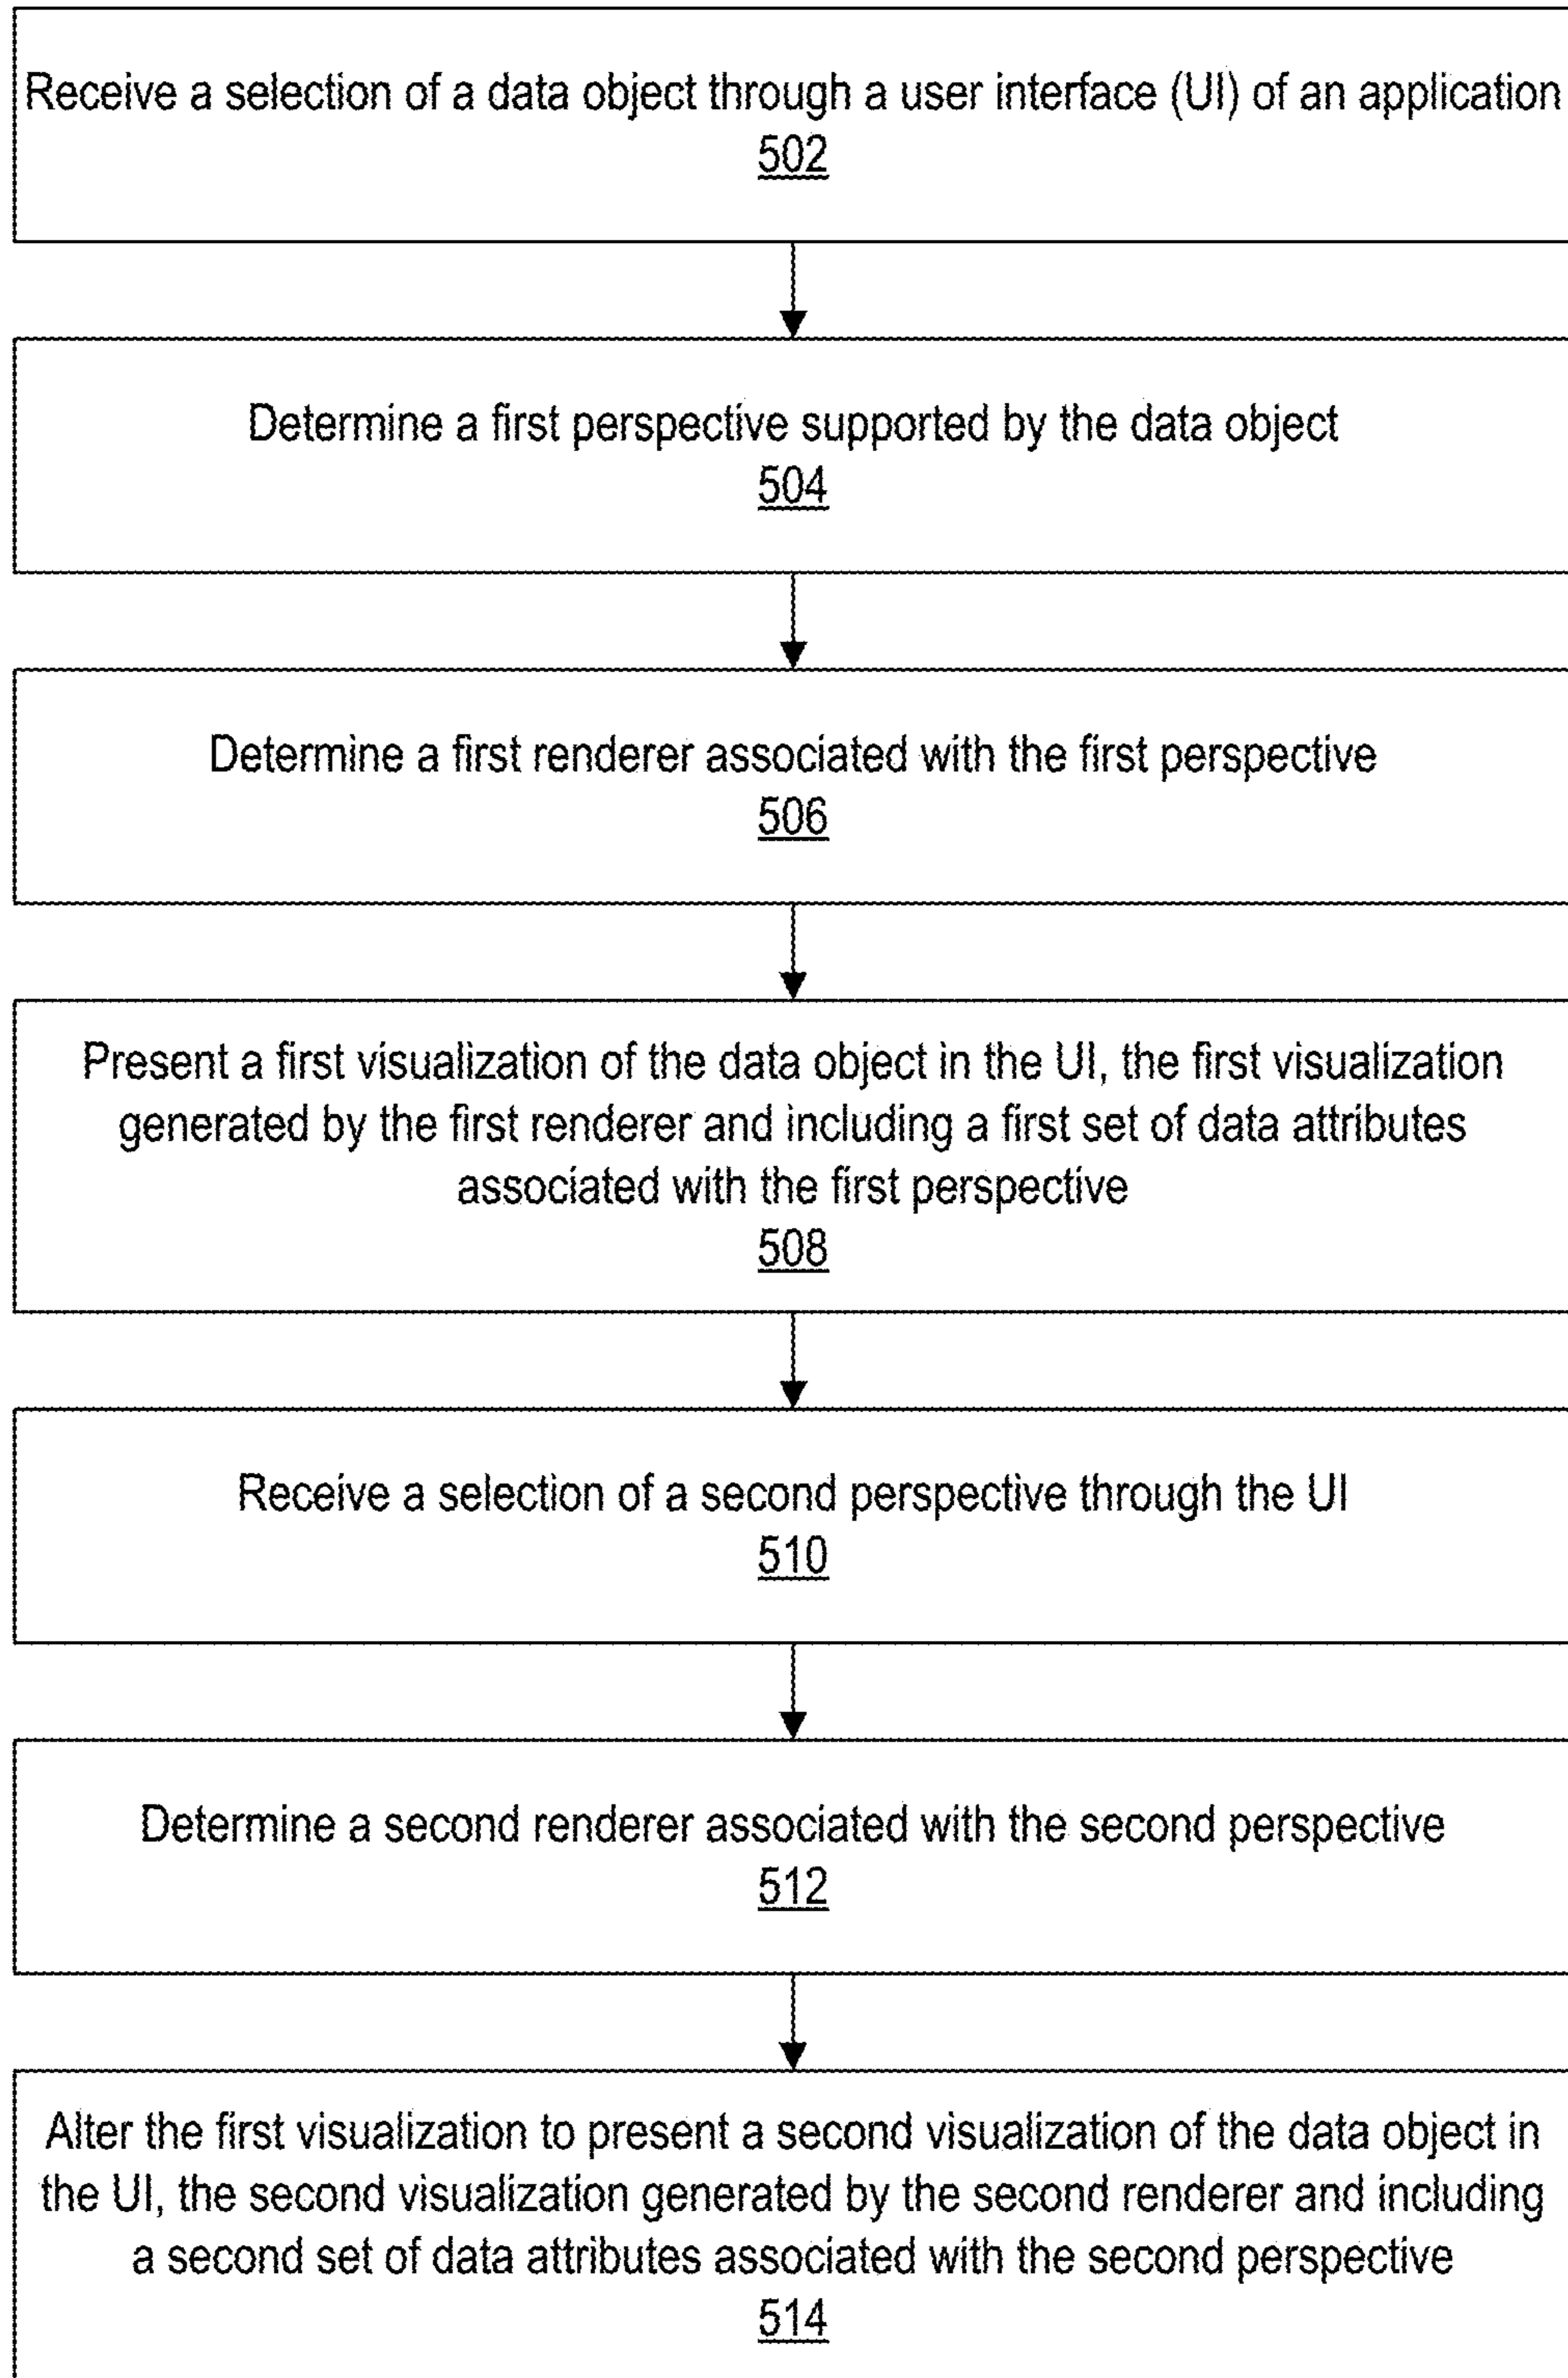 Receive a selection of a data object through a user interface (UI) of an application
502
Determine a first perspective supported by the data object
504
Determine a first renderer associated with the first perspective
506
Present a first visualization of the data object in the UI, the first visualization
generated by the first renderer and including a first set of data attributes
associated with the first perspective
508
Receive a selection of a second perspective through the UI
510
Determine a second renderer associated with the second perspective
512
Alter the first visualization to present a second visualization of the data object in
the UI, the second visualization generated by the second renderer and including
a second set of data attributes associated with the second perspective
514